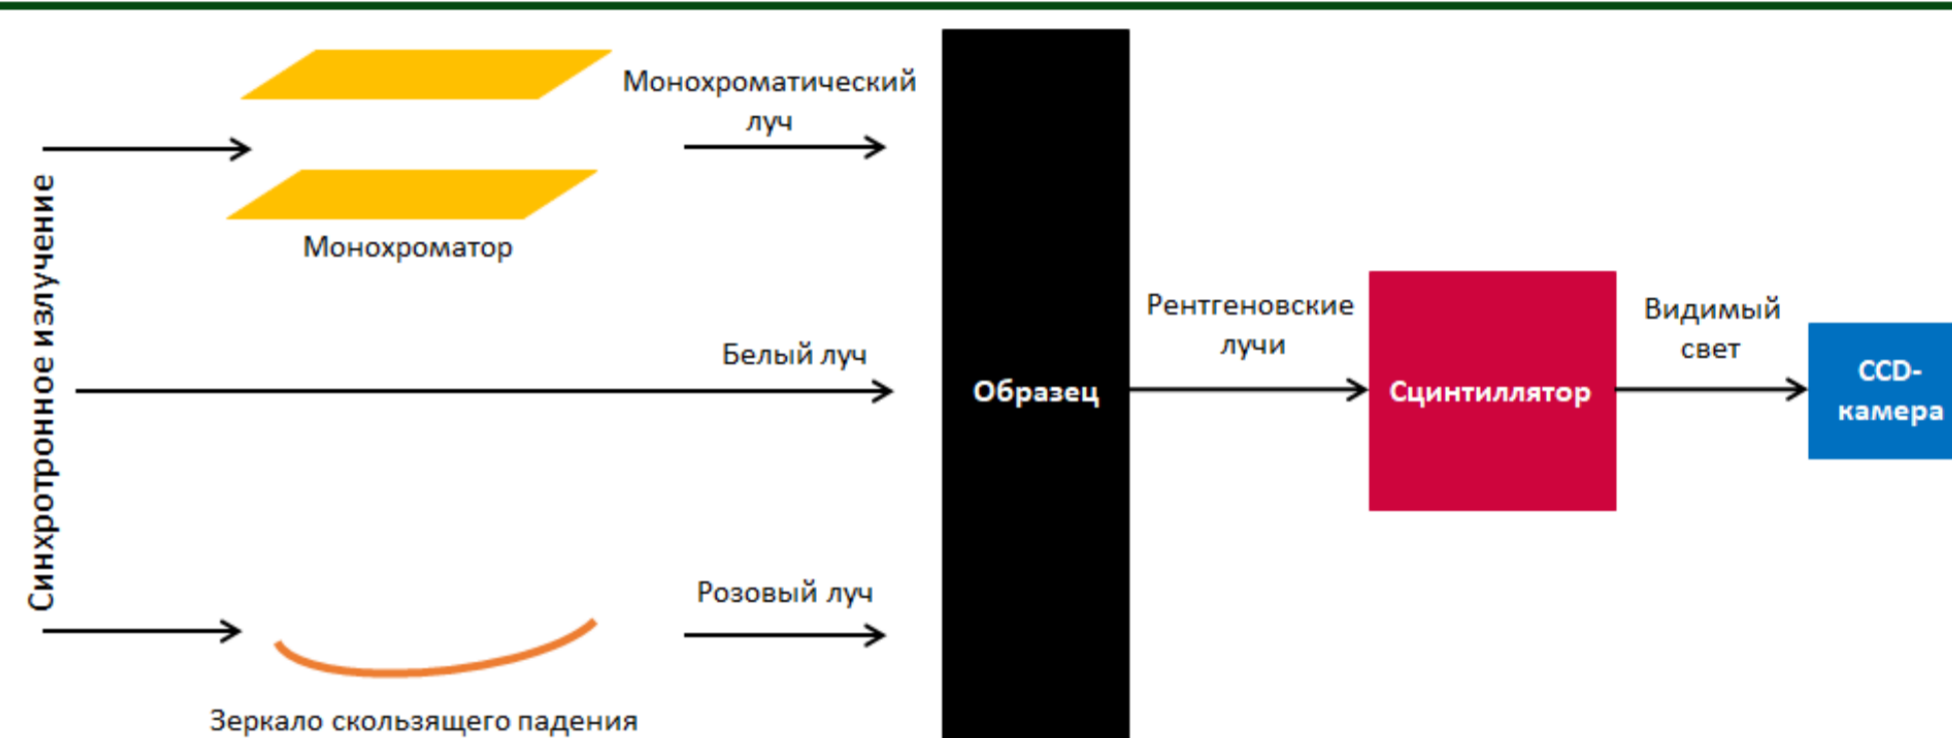 Синхротронное излучение
Монохроматический
луч
Монохроматор
Белый луч
Розовый луч
Зеркало скользящего падения
Образец
Рентгеновские
лучи
Сцинтиллятор
Видимый
свет
CCD-
камера